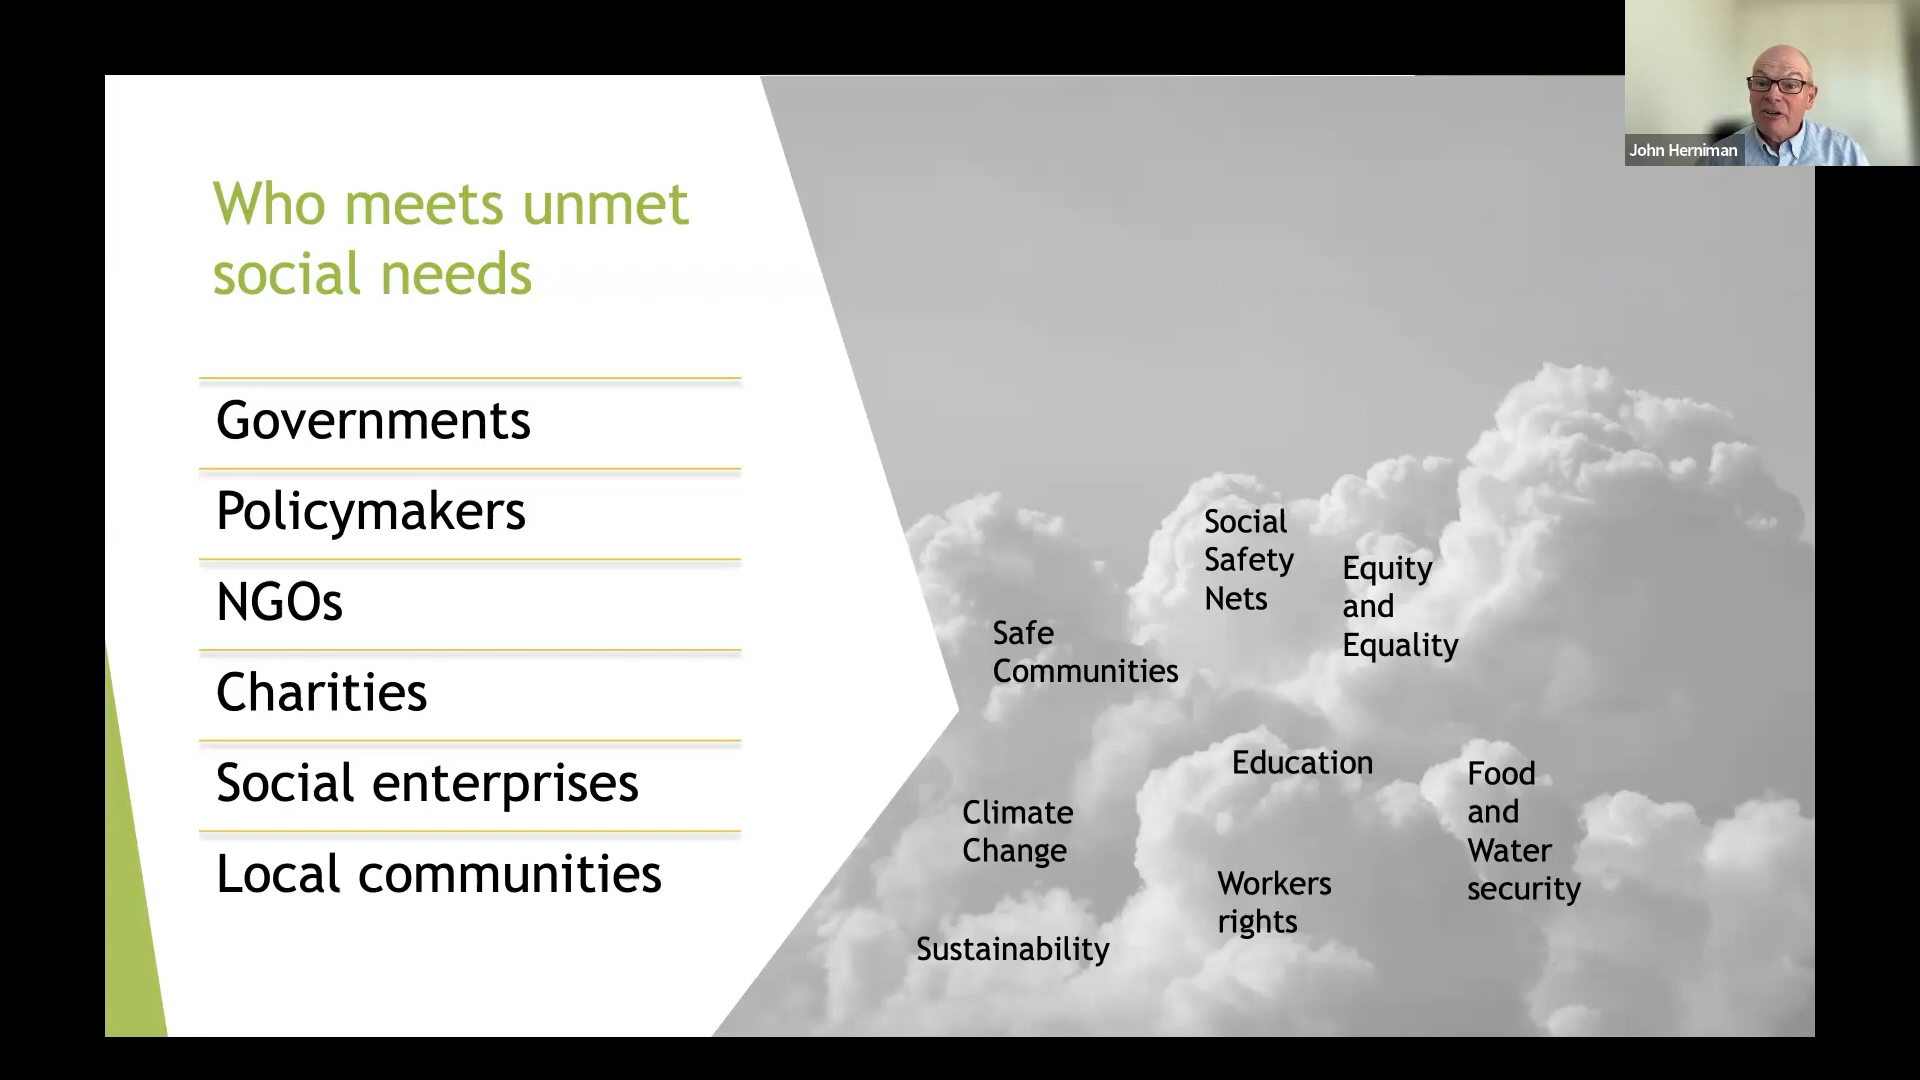 John Herniman
Who meets unmet
social needs
Governments
Policymakers
NGOs
Charities
Social enterprises
Local communities
Social
Safety
Nets
Equity
and
Equality
Safe
Communities
Education
Food
and
Water
security
Climate
Change
Workers
rights
Sustainability